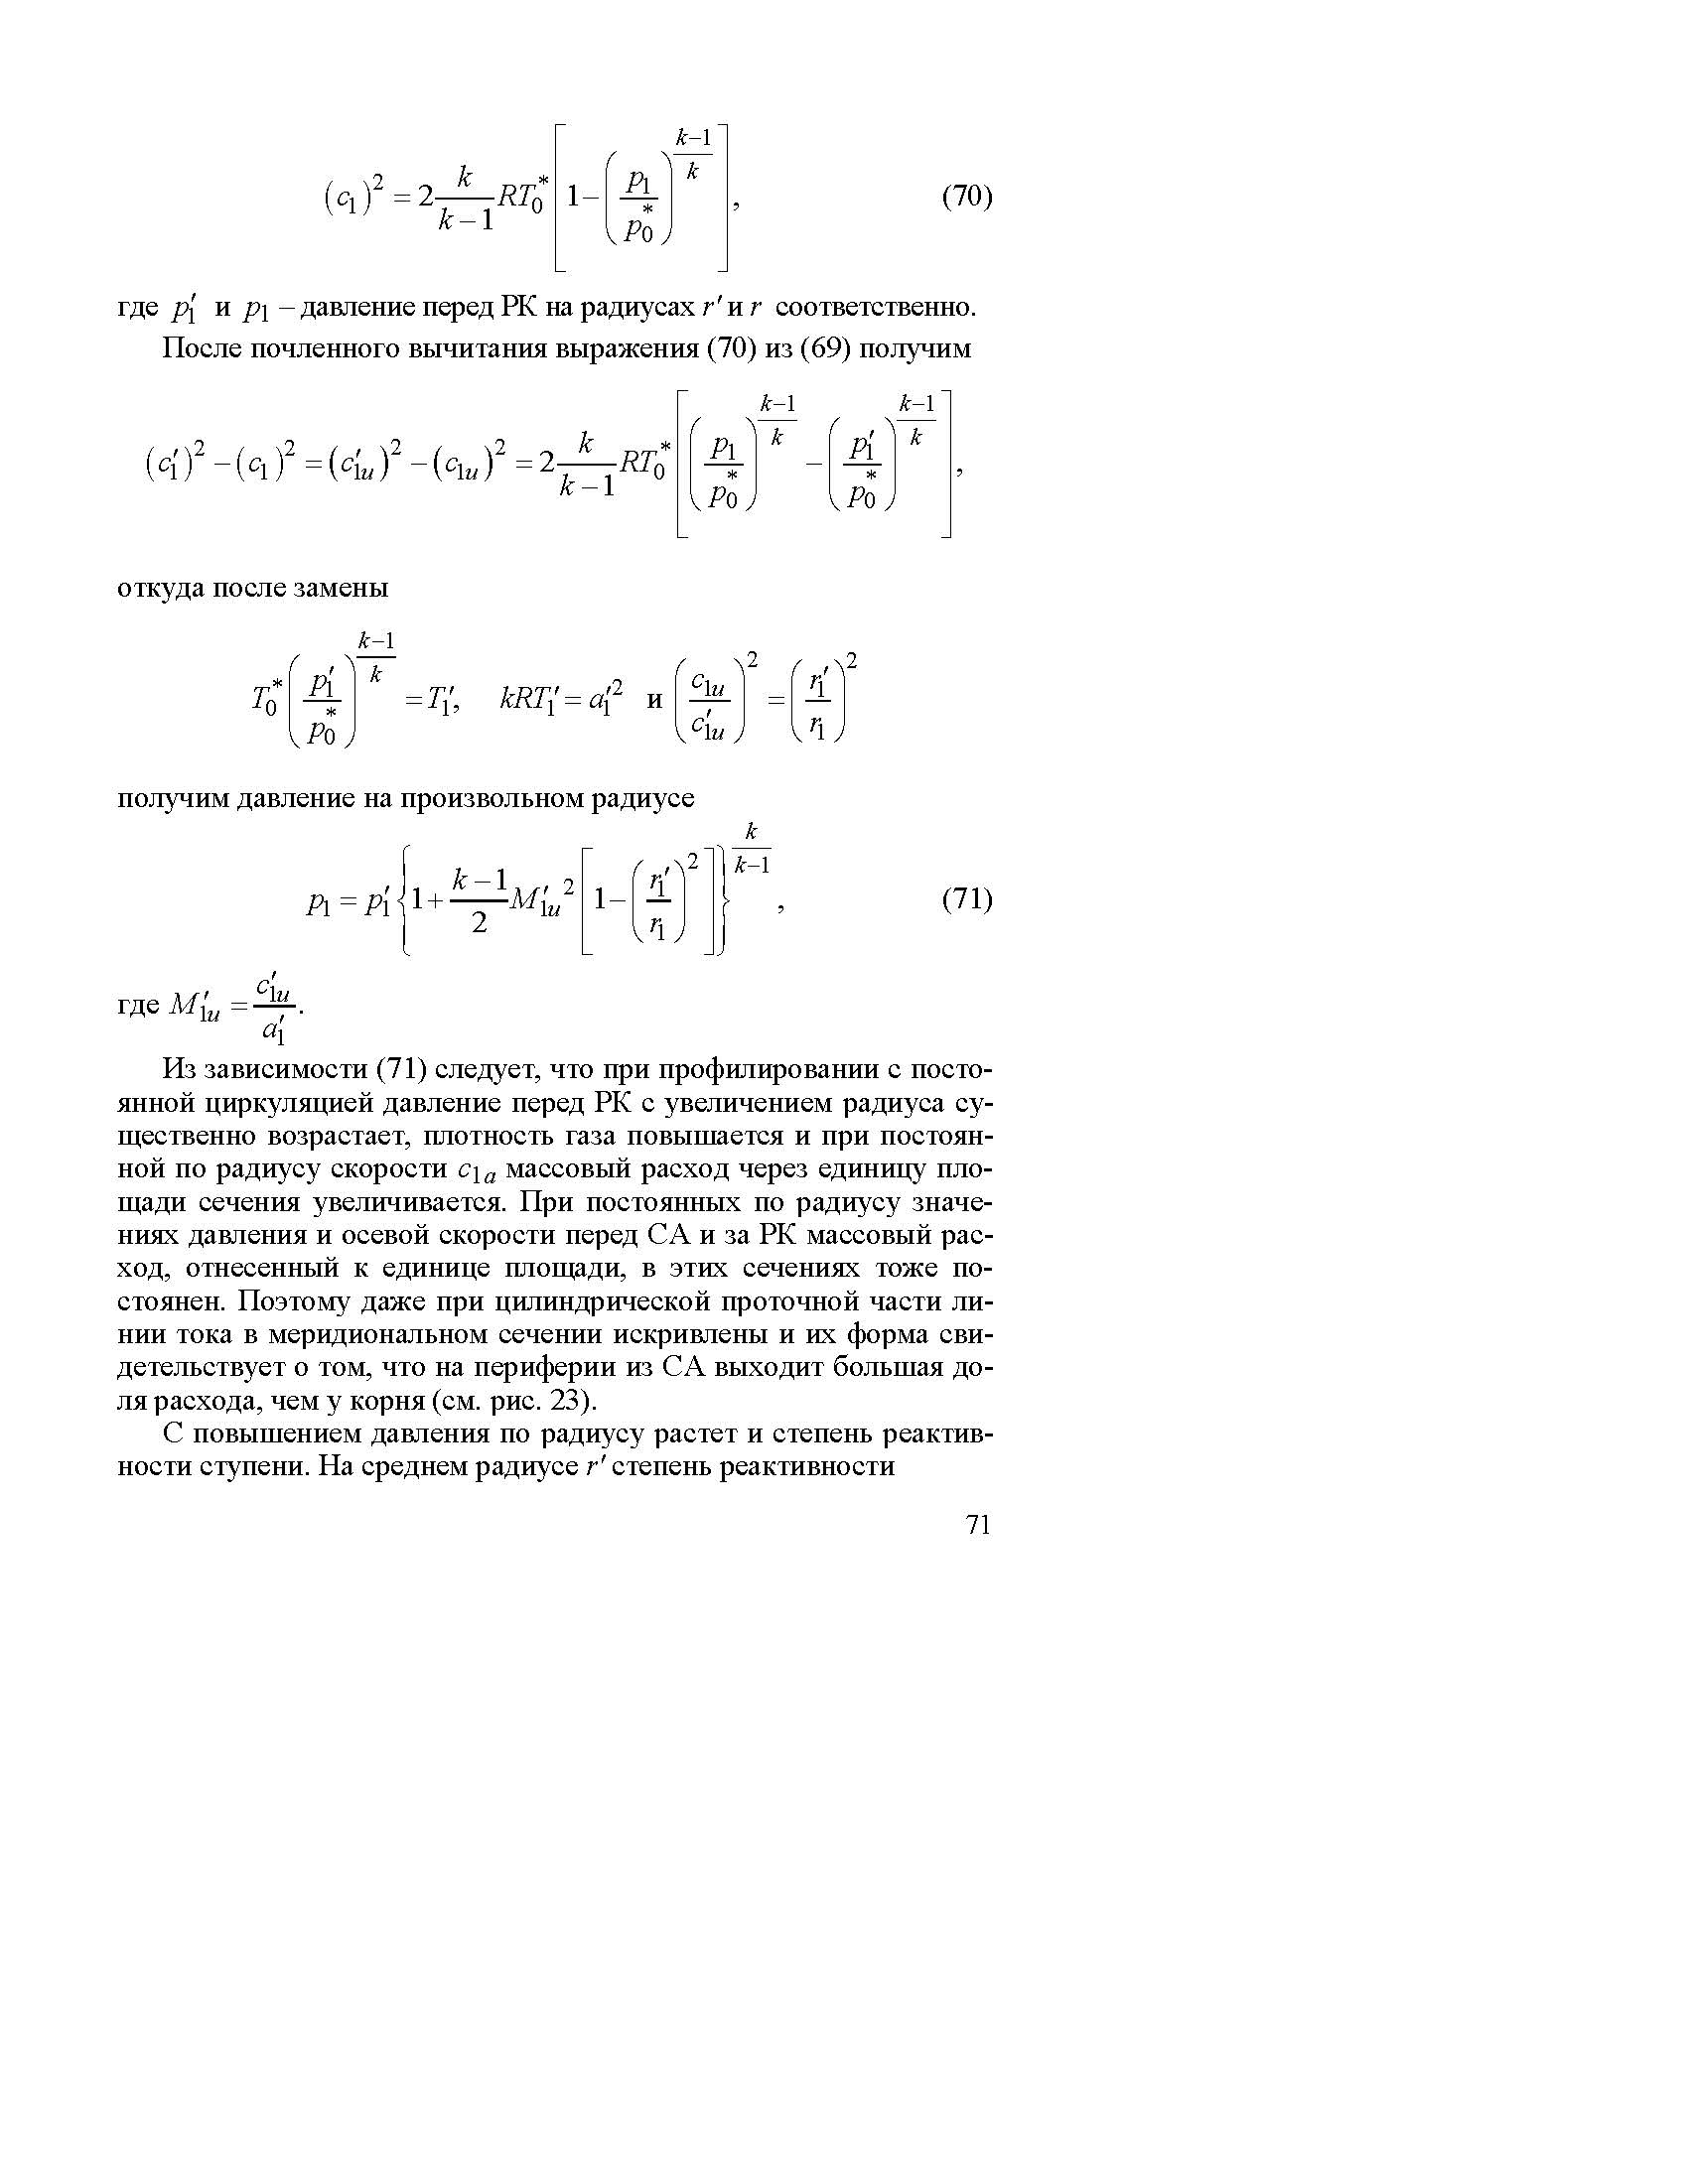 (c₁)² = 2 k/(k−1) RT₀* [1−(p₁/p₀*)^((k−1)/k)], (70)
где p₁′ и p₁ – давление перед РК на радиусах r′ и r соответственно.
После почленного вычитания выражения (70) из (69) получим
(c₁′)² −(c₁)² = (c₁ᵤ′)² −(c₁ᵤ)² = 2 k/(k−1) RT₀* [(p₁/p₀*)^((k−1)/k) − (p₁′/p₀*)^((k−1)/k)],
откуда после замены
T₀* (p₁′/p₀*)^((k−1)/k) = T₁′, kRT₁′ = a₁′² и (c₁ᵤ/c₁ᵤ′)² = (r₁′/r₁)²
получим давление на произвольном радиусе
p₁ = p₁′ {1+ (k−1)/2 M₁ᵤ′² [1−(r₁′/r₁)²]}^(k/(k−1)), (71)
где M₁ᵤ′ = c₁ᵤ′/a₁′.
Из зависимости (71) следует, что при профилировании с посто-
янной циркуляцией давление перед РК с увеличением радиуса су-
щественно возрастает, плотность газа повышается и при постоян-
ной по радиусу скорости c₁ₐ массовый расход через единицу пло-
щади сечения увеличивается. При постоянных по радиусу значе-
ниях давления и осевой скорости перед СА и за РК массовый рас-
ход, отнесенный к единице площади, в этих сечениях тоже по-
стоянен. Поэтому даже при цилиндрической проточной части ли-
нии тока в меридиональном сечении искривлены и их форма сви-
детельствует о том, что на периферии из СА выходит большая до-
ля расхода, чем у корня (см. рис. 23).
С повышением давления по радиусу растет и степень реактив-
ности ступени. На среднем радиусе r′ степень реактивности
71